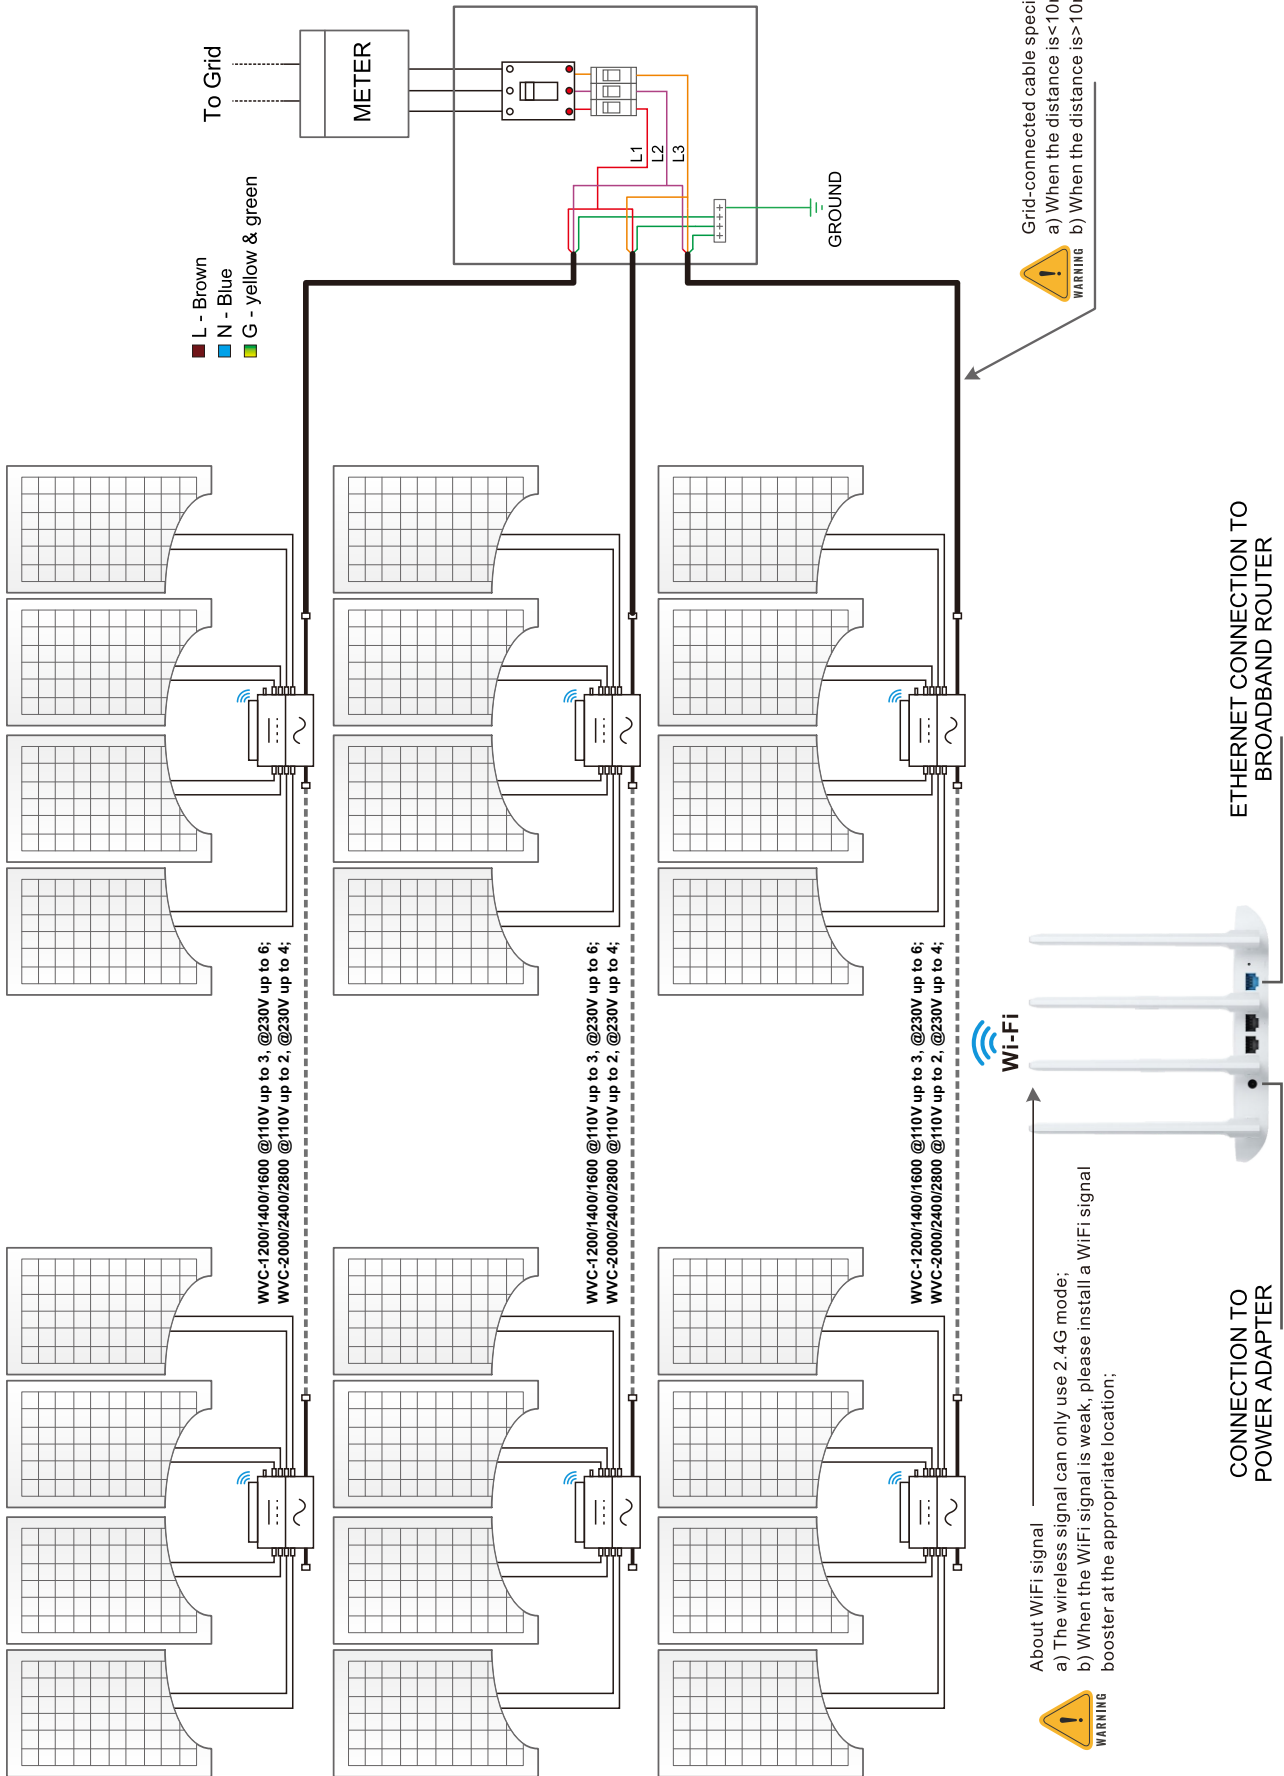 To Grid
METER
L - Brown
N - Blue
G - yellow & green
L1
L2
L3
GROUND
WVC-1200/1400/1600 @110V up to 3, @230V up to 6;
WVC-2000/2400/2800 @110V up to 2, @230V up to 4;
WVC-1200/1400/1600 @110V up to 3, @230V up to 6;
WVC-2000/2400/2800 @110V up to 2, @230V up to 4;
WVC-1200/1400/1600 @110V up to 3, @230V up to 6;
WVC-2000/2400/2800 @110V up to 2, @230V up to 4;
WARNING
Grid-connected cable speci
a) When the distance is<10
b) When the distance is>10
WARNING
About WiFi signal
a) The wireless signal can only use 2.4G mode;
b) When the WiFi signal is weak, please install a WiFi signal
booster at the appropriate location;
Wi-Fi
CONNECTION TO
POWER ADAPTER
ETHERNET CONNECTION TO
BROADBAND ROUTER